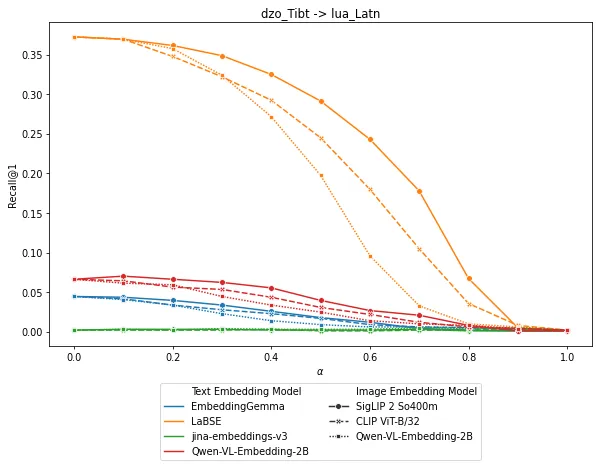 dzo_Tibt -> lua_Latn
Recall@1
0.35
0.30
0.25
0.20
0.15
0.10
0.05
0.00
0.0 0.2 0.4 0.6 0.8 1.0
α
Text Embedding Model Image Embedding Model
EmbeddingGemma SigLIP 2 So400m
LaBSE CLIP ViT-B/32
jina-embeddings-v3 Qwen-VL-Embedding-2B
Qwen-VL-Embedding-2B